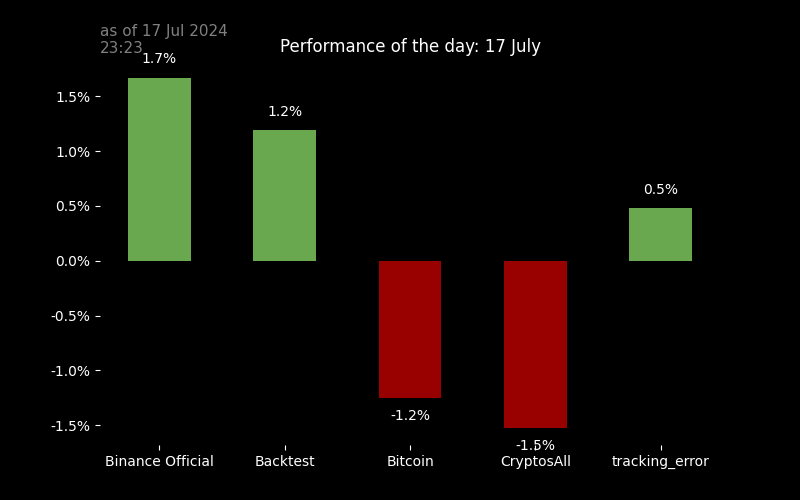 as of 17 Jul 2024
23:23
Performance of the day: 17 July
1.7%
1.2%
0.5%
-1.2%
-1.5%
1.5%
1.0%
0.5%
0.0%
-0.5%
-1.0%
-1.5%
Binance Official
Backtest
Bitcoin
CryptosAll
tracking_error